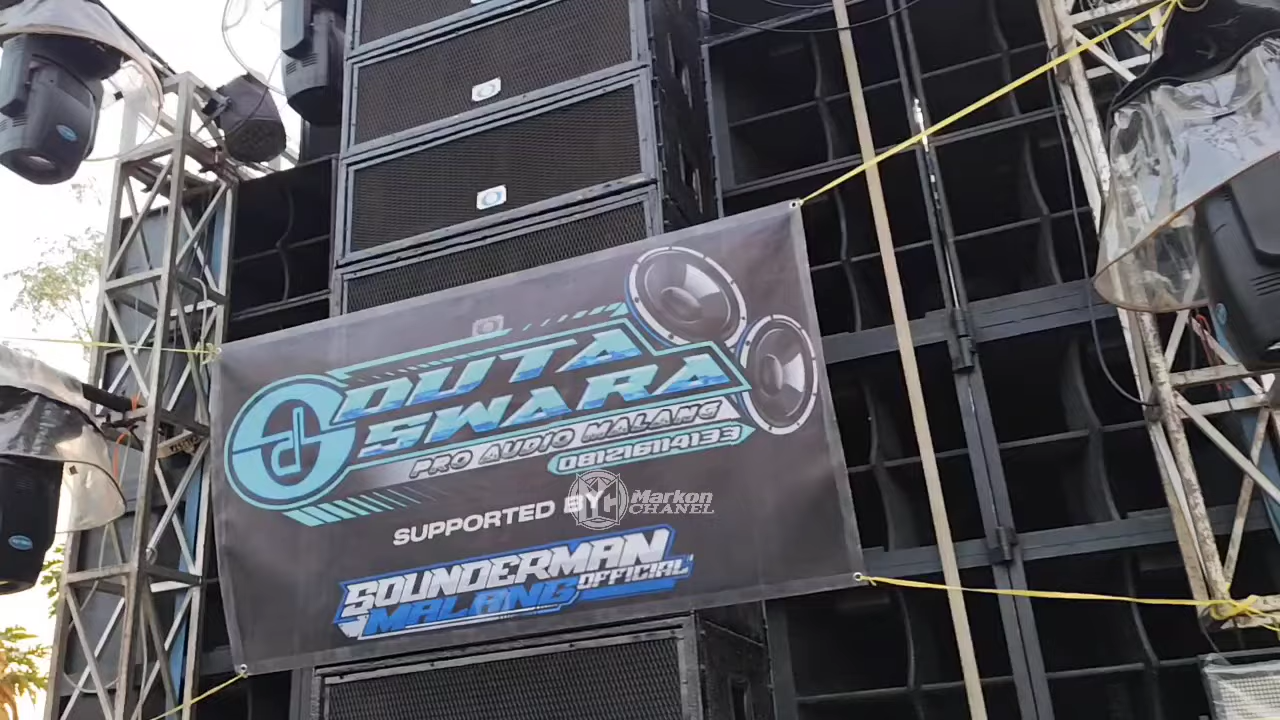 DUTA
SWARA
PRO AUDIO MALANG
081216114133
SUPPORTED BY
Markon
CHANEL
SOUNDERMAN
MALANG OFFICIAL